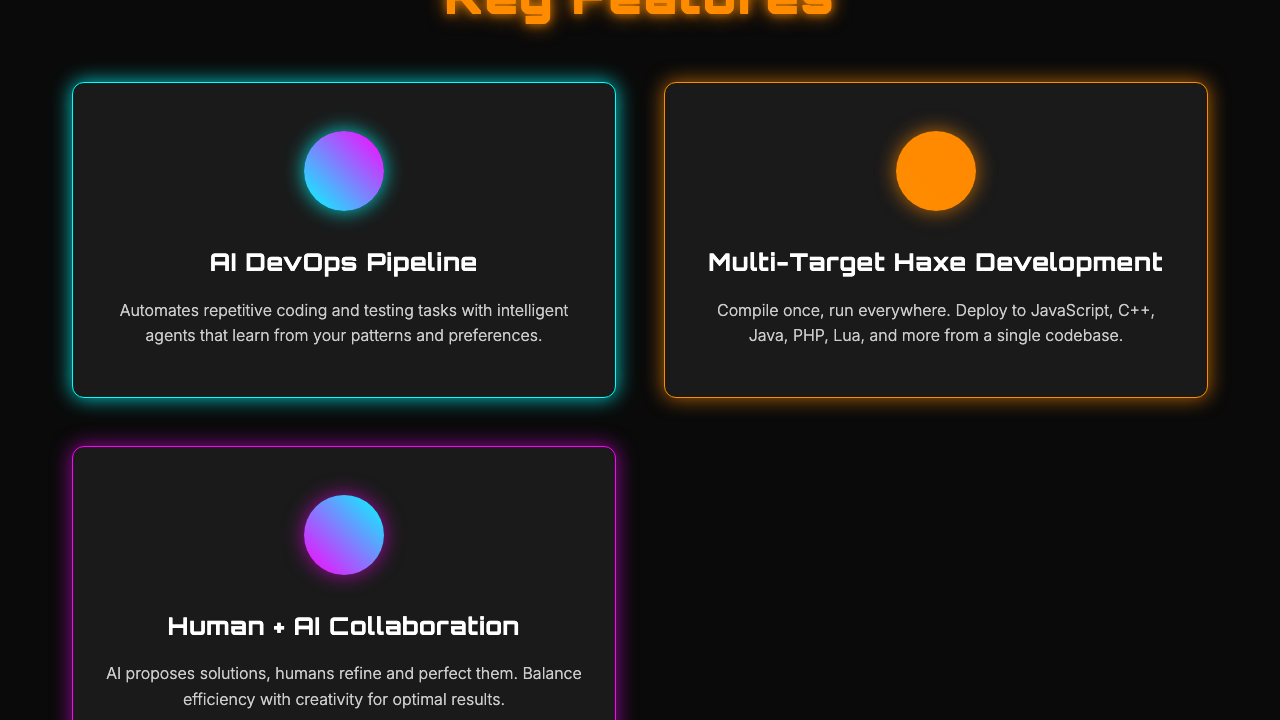 Key Features
AI DevOps Pipeline
Automates repetitive coding and testing tasks with intelligent
agents that learn from your patterns and preferences.
Multi-Target Haxe Development
Compile once, run everywhere. Deploy to JavaScript, C++,
Java, PHP, Lua, and more from a single codebase.
Human + AI Collaboration
AI proposes solutions, humans refine and perfect them. Balance
efficiency with creativity for optimal results.